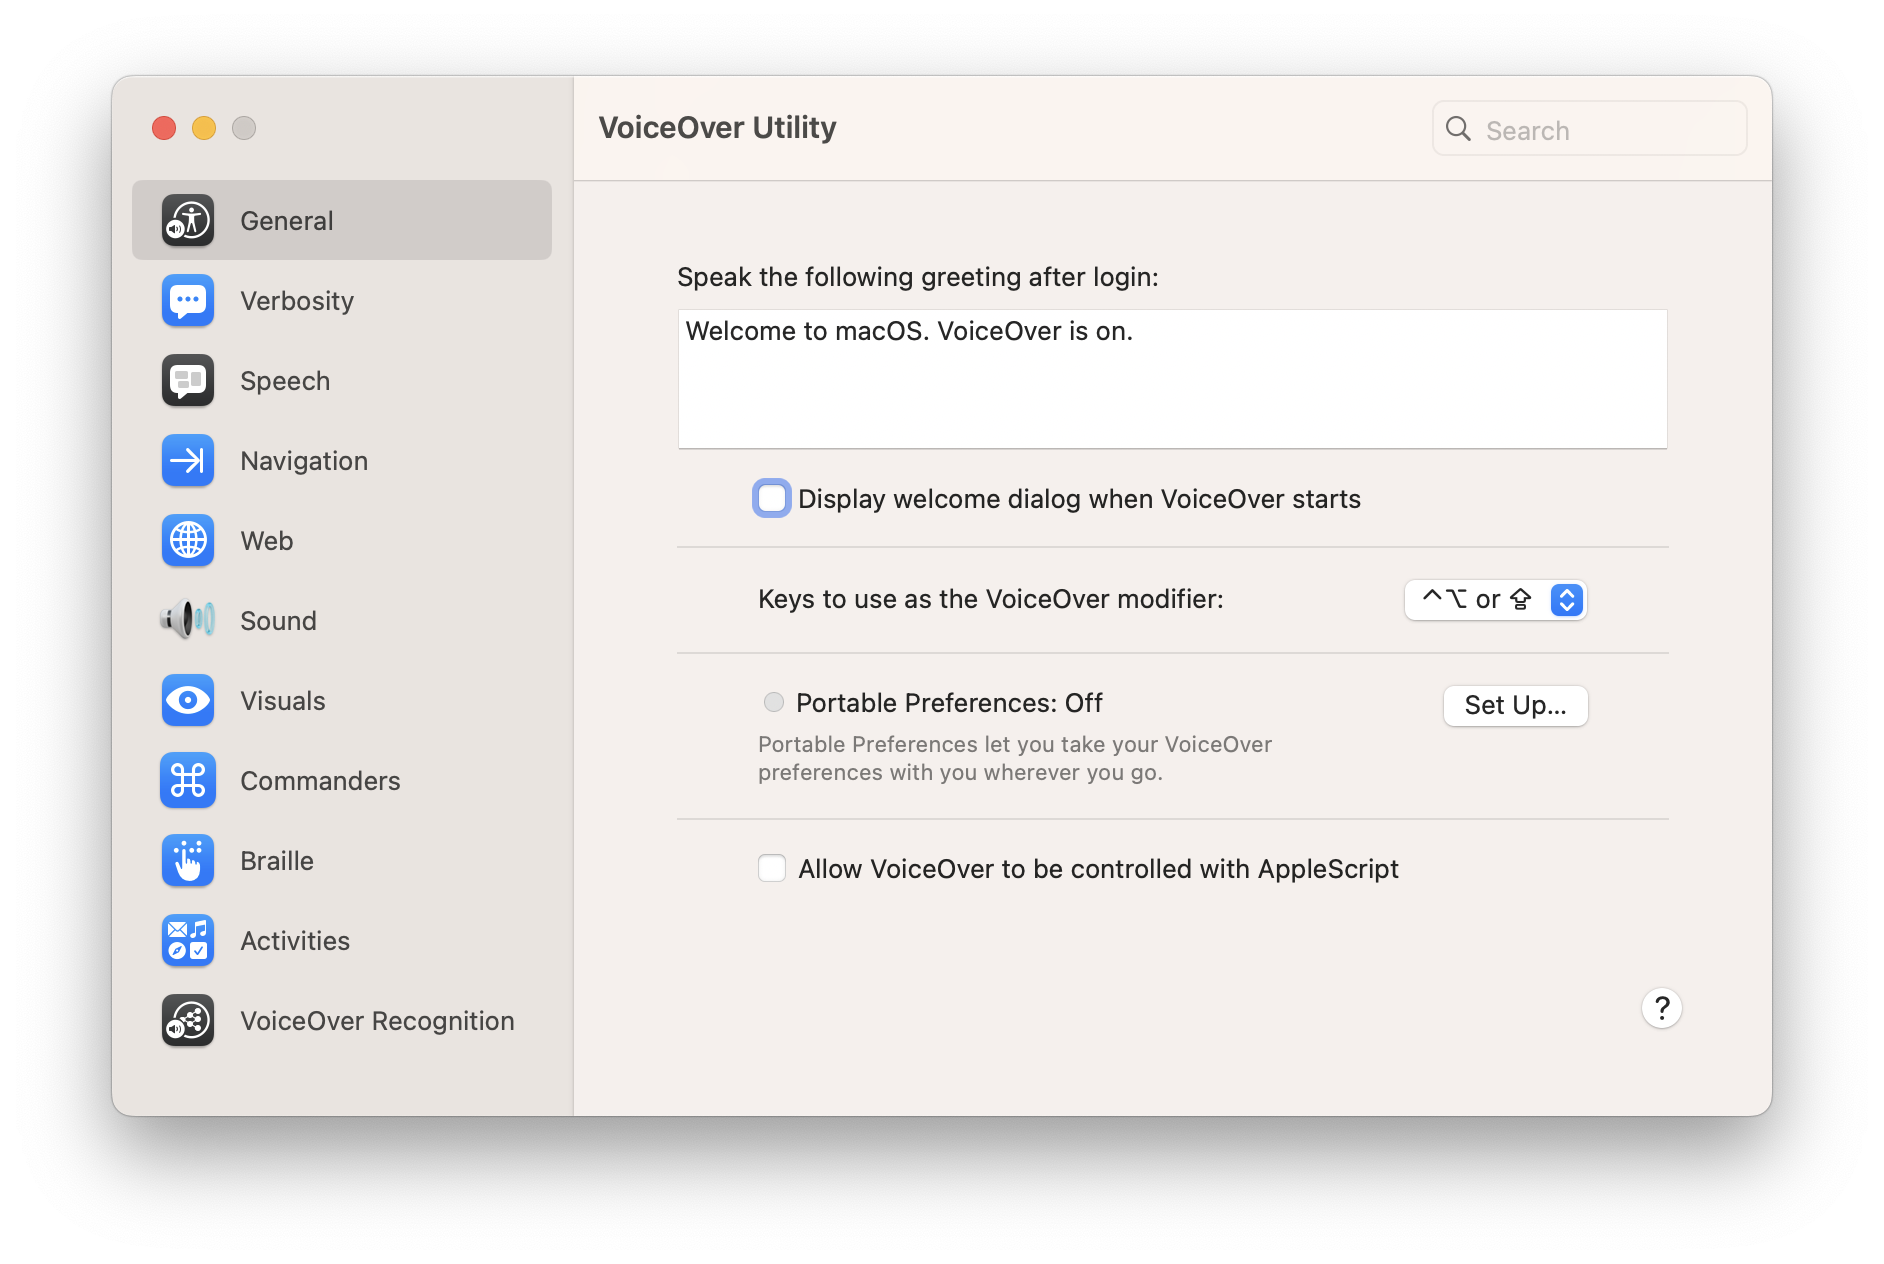 VoiceOver Utility
Search
General
Verbosity
Speech
Navigation
Web
Sound
Visuals
Commanders
Braille
Activities
VoiceOver Recognition
Speak the following greeting after login:
Welcome to macOS. VoiceOver is on.
Display welcome dialog when VoiceOver starts
Keys to use as the VoiceOver modifier:
⌃⌥ or ⇪
Portable Preferences: Off
Set Up...
Portable Preferences let you take your VoiceOver
preferences with you wherever you go.
Allow VoiceOver to be controlled with AppleScript
?